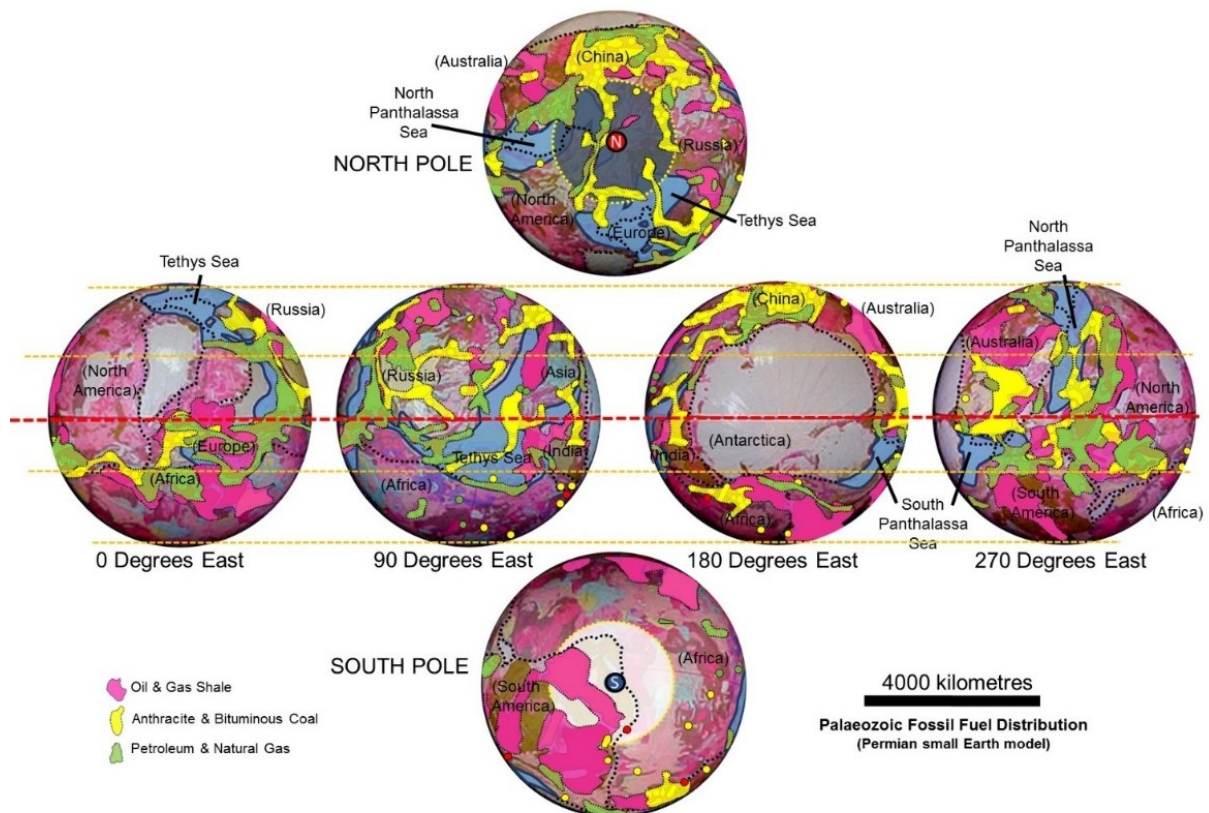 (China)
(Australia)
North
Panthalassa
Sea
N
(Russia)
NORTH POLE
(North
America)
Tethys Sea
(Europe)
North
Panthalassa
Sea
Tethys Sea
(Russia)
(China)
(Australia)
(Australia)
(North
America)
(Russia)
(Asia)
(North
America)
(Europe)
(Antarctica)
(Africa)
Tethys Sea
(India)
(India)
(Africa)
(Africa)
South
Panthalassa
Sea
(South
America)
(Africa)
0 Degrees East
90 Degrees East
180 Degrees East
270 Degrees East
SOUTH POLE
(Africa)
S
(South
America)
Oil & Gas Shale
Anthracite & Bituminous Coal
Petroleum & Natural Gas
4000 kilometres
Palaeozoic Fossil Fuel Distribution
(Permian small Earth model)